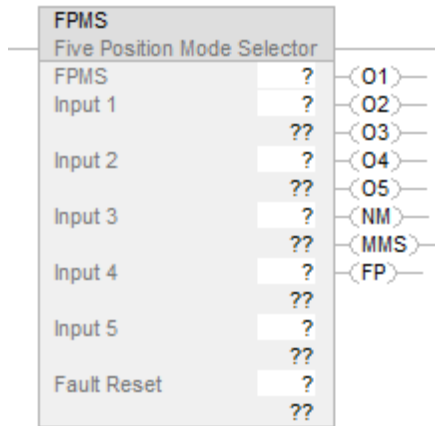 FPMS
Five Position Mode Selector
FPMS ? (O1)
Input 1 ? (O2)
?? (O3)
Input 2 ? (O4)
?? (O5)
Input 3 ? (NM)
?? (MMS)
Input 4 ? (FP)
??
Input 5 ?
??
Fault Reset ?
??